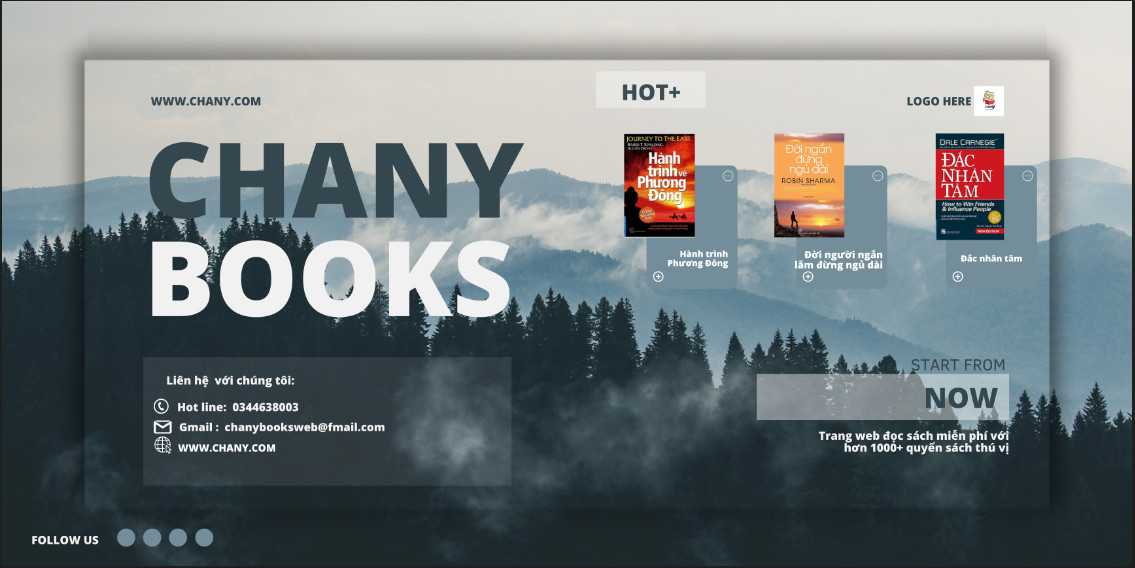 WWW.CHANY.COM
HOT+
LOGO HERE
CHANY
BOOKS
JOURNEY TO THE EAST
BAIRD T. SPALDING
Hành
trình về
Phương
Đông
Đời ngắn
đừng
ngủ dài
ROBIN SHARMA
DALE CARNEGIE
ĐẮC
NHÂN
TÂM
How to Win Friends
& Influence People
Hành trình
Phương Đông
Đời người ngắn
lắm đừng ngủ dài
Đắc nhân tâm
Liên hệ với chúng tôi:
Hot line: 0344638003
Gmail : chanybooksweb@fmail.com
WWW.CHANY.COM
START FROM
NOW
Trang web đọc sách miễn phí với
hơn 1000+ quyển sách thú vị
FOLLOW US